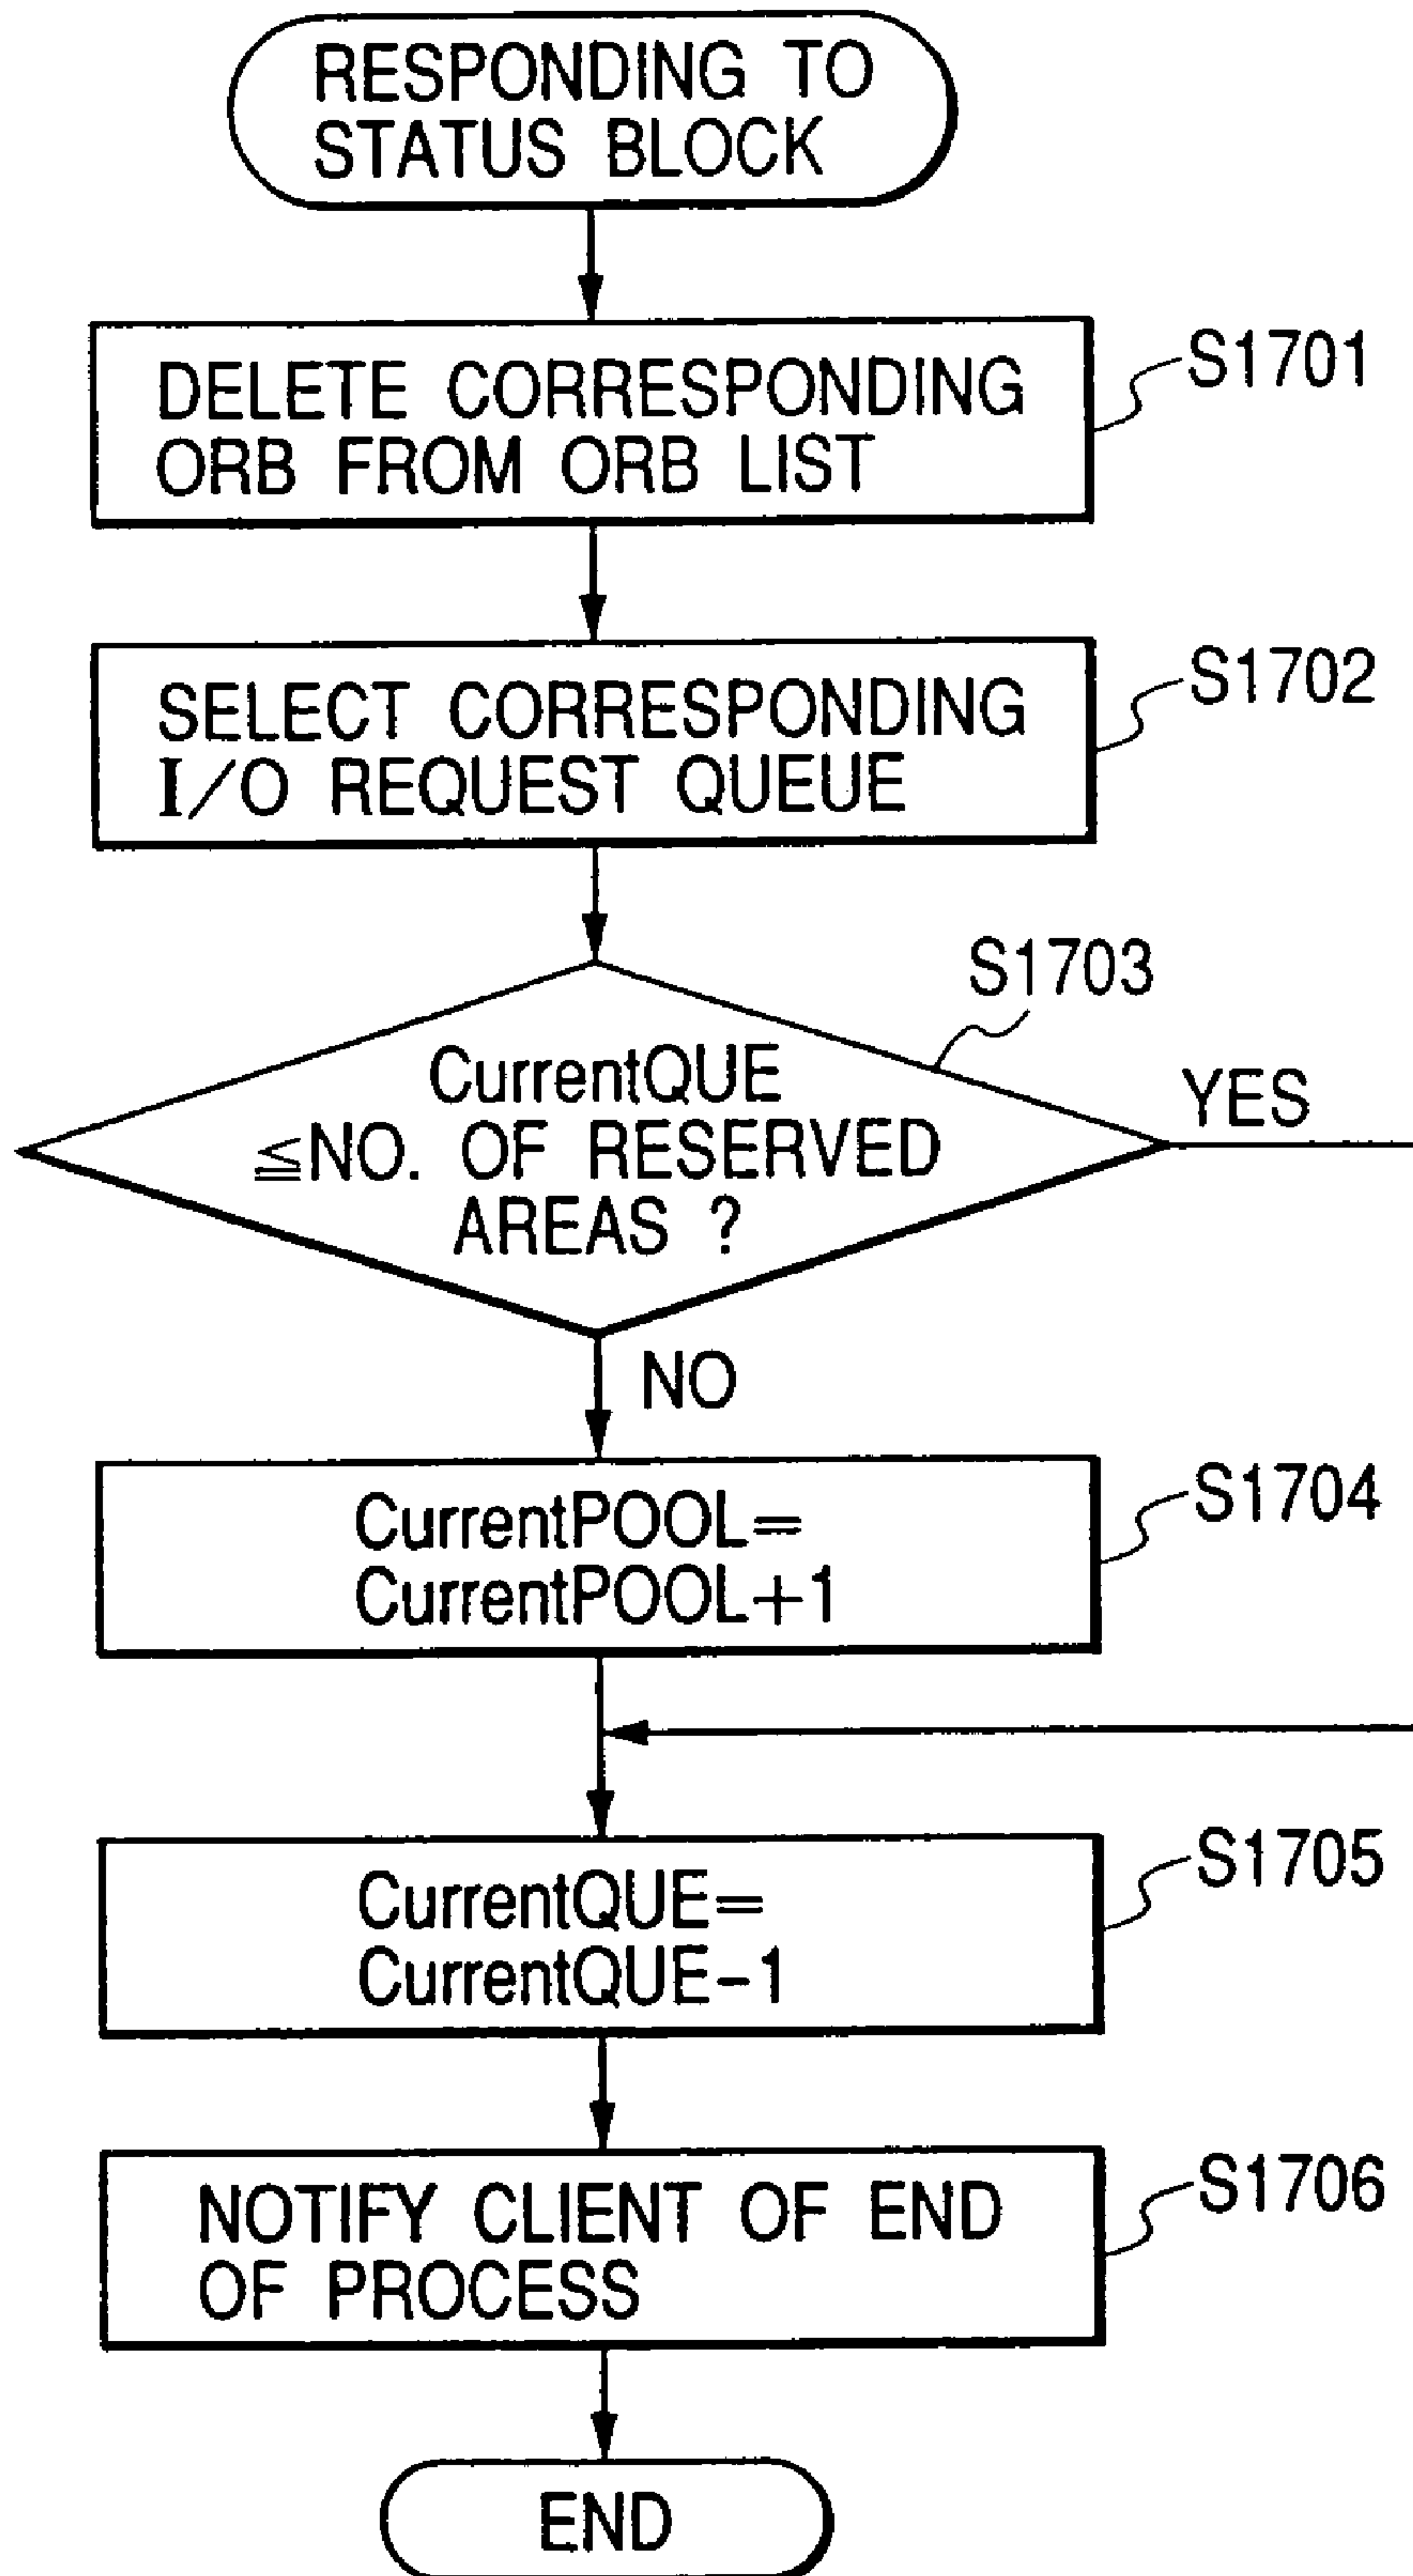 RESPONDING TO
STATUS BLOCK
DELETE CORRESPONDING
ORB FROM ORB LIST
S1701
SELECT CORRESPONDING
I/O REQUEST QUEUE
S1702
S1703
CurrentQUE
≦NO. OF RESERVED
AREAS ?
YES
NO
CurrentPOOL=
CurrentPOOL+1
S1704
CurrentQUE=
CurrentQUE-1
S1705
NOTIFY CLIENT OF END
OF PROCESS
S1706
END